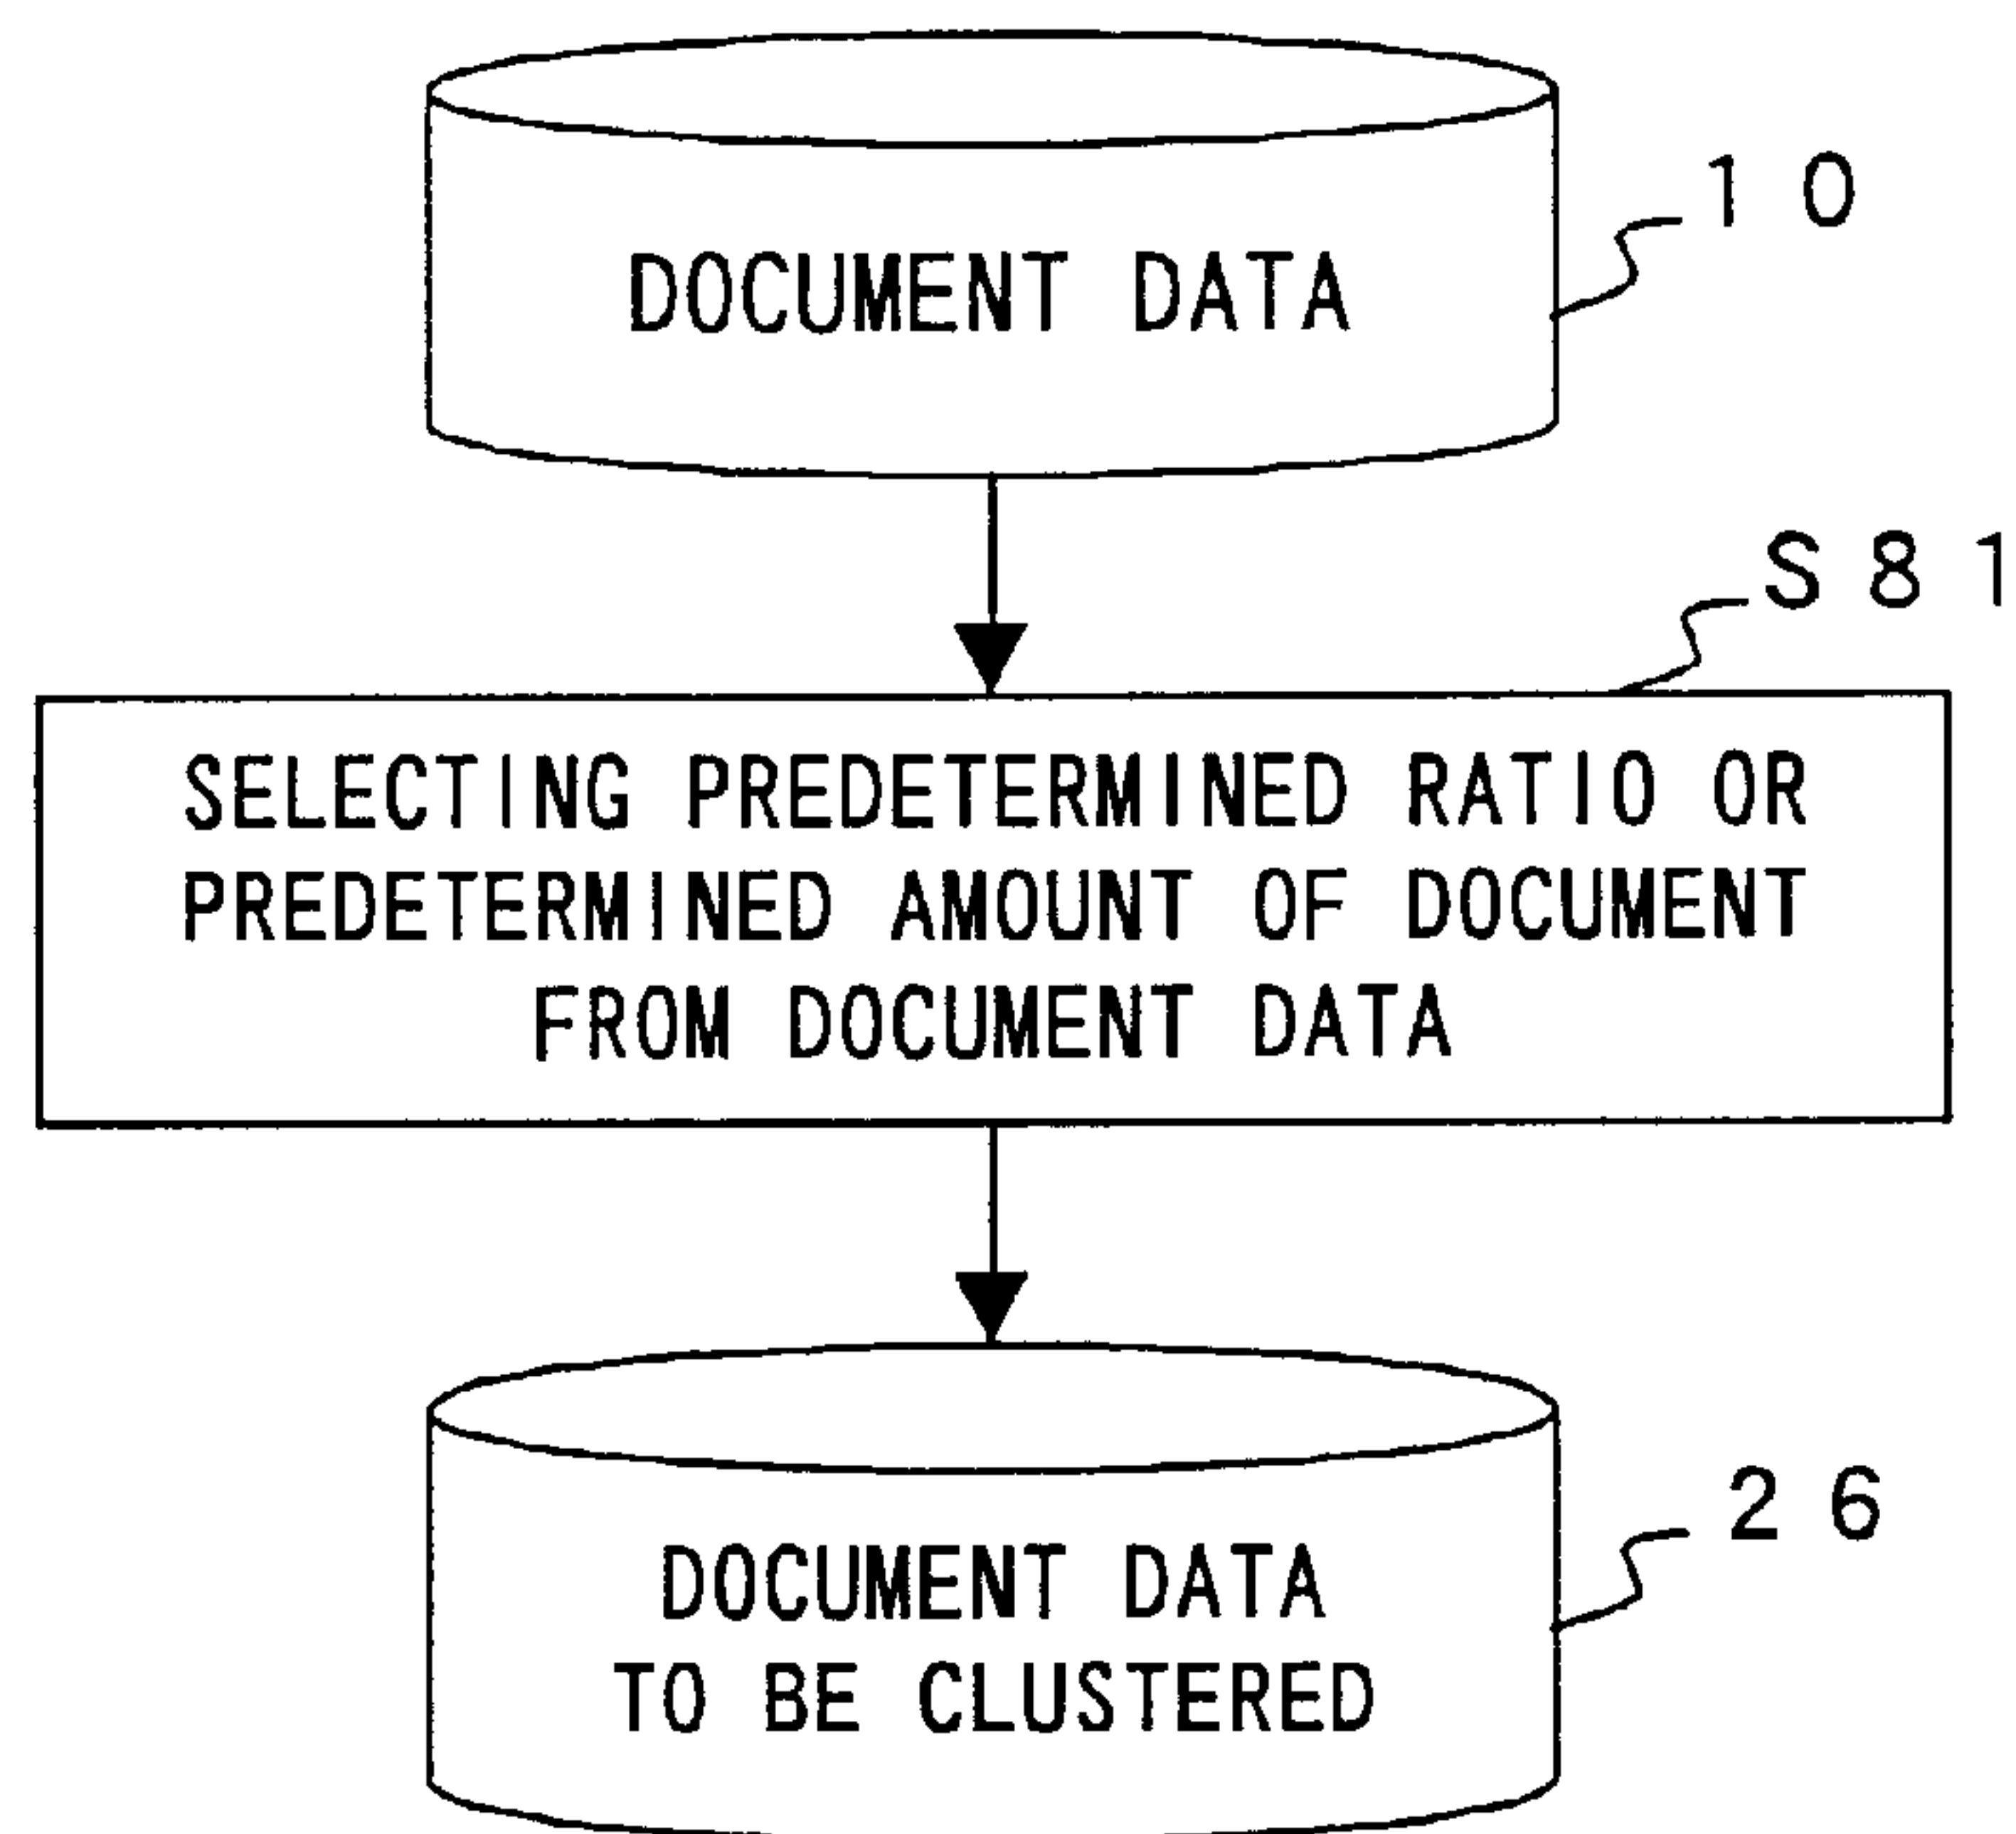 10
DOCUMENT DATA
S81
SELECTING PREDETERMINED RATIO OR
PREDETERMINED AMOUNT OF DOCUMENT
FROM DOCUMENT DATA
26
DOCUMENT DATA
TO BE CLUSTERED